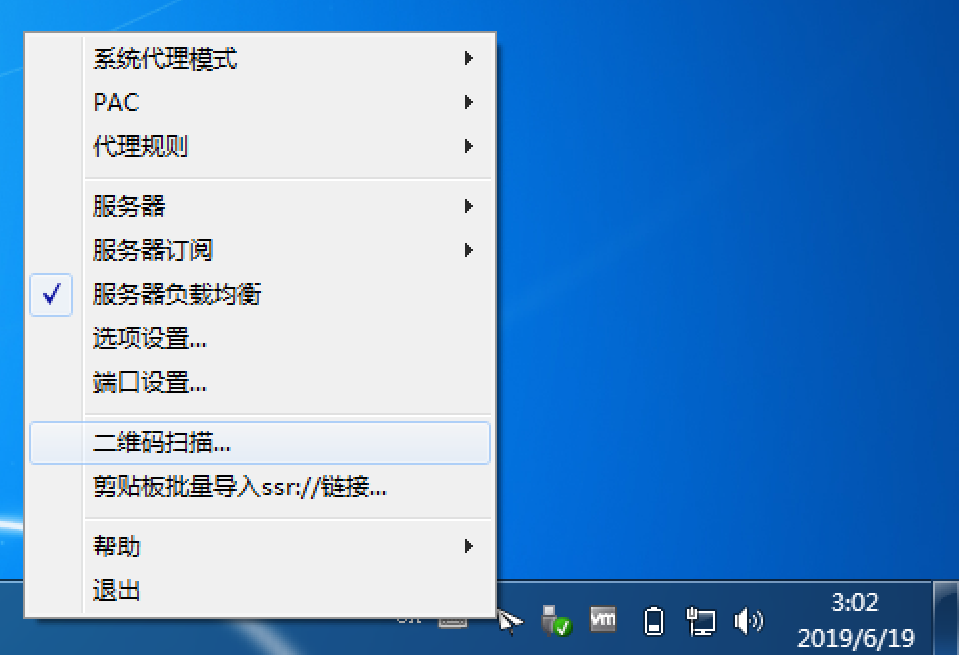 系统代理模式
PAC
代理规则
服务器
服务器订阅
服务器负载均衡
选项设置...
端口设置...
二维码扫描...
剪贴板批量导入ssr://链接...
帮助
退出
vm
3:02
2019/6/19